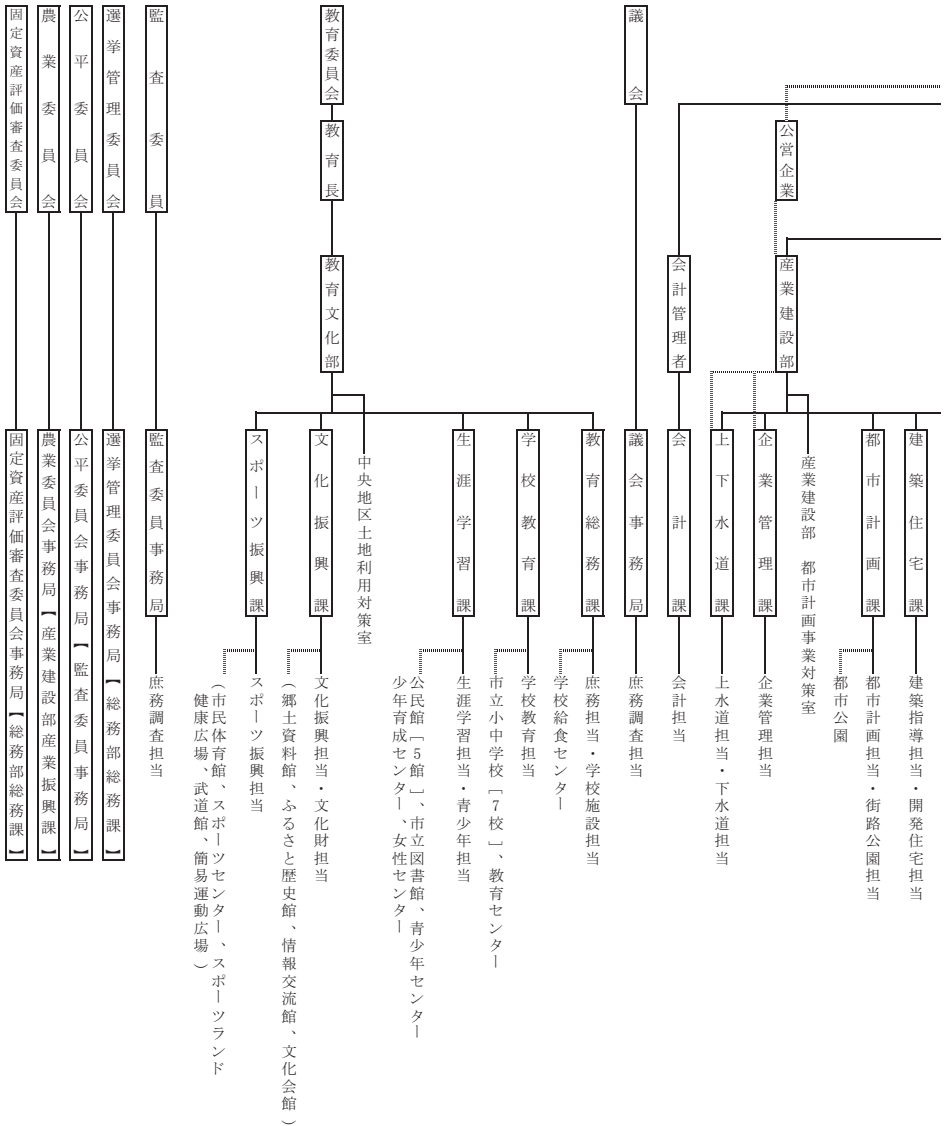 公営企業
産業建設部
建築住宅課
建築指導担当・開発住宅担当
都市計画課
都市計画担当・街路公園担当
都市公園
産業建設部 都市計画事業対策室
企業管理課
企業管理担当
上下水道課
上水道担当・下水道担当
会計管理者
会計課
会計担当
議会
議会事務局
庶務調査担当
教育委員会
教育長
教育文化部
教育総務課
庶務担当・学校施設担当
学校給食センター
学校教育課
学校教育担当
市立小中学校［7校］、教育センター
生涯学習課
生涯学習担当・青少年担当
公民館［5館］、市立図書館、青少年センター
少年育成センター、女性センター
中央地区土地利用対策室
文化振興課
文化振興担当・文化財担当
（郷土資料館、ふるさと歴史館、情報交流館、文化会館）
スポーツ振興課
スポーツ振興担当
（市民体育館、スポーツセンター、スポーツランド
健康広場、武道館、簡易運動広場）
監査委員
監査委員事務局
庶務調査担当
選挙管理委員会
選挙管理委員会事務局【総務部総務課】
公平委員会
公平委員会事務局【監査委員事務局】
農業委員会
農業委員会事務局【産業建設部産業振興課】
固定資産評価審査委員会
固定資産評価審査委員会事務局【総務部総務課】